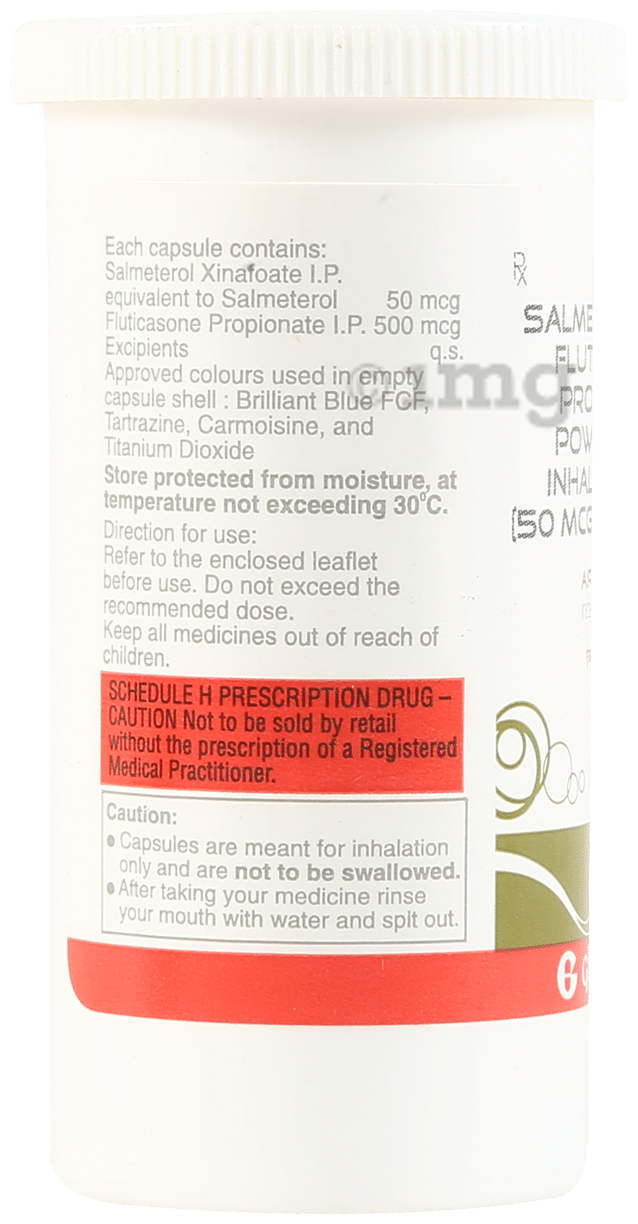 Each capsule contains:
Salmeterol Xinafoate I.P.
equivalent to Salmeterol 50 mcg
Fluticasone Propionate I.P. 500 mcg
Excipients q.s.
Approved colours used in empty
capsule shell : Brilliant Blue FCF,
Tartrazine, Carmoisine, and
Titanium Dioxide
Store protected from moisture, at
temperature not exceeding 30°C.
Direction for use:
Refer to the enclosed leaflet
before use. Do not exceed the
recommended dose.
Keep all medicines out of reach of
children.
SCHEDULE H PRESCRIPTION DRUG –
CAUTION Not to be sold by retail
without the prescription of a Registered
Medical Practitioner.
Caution:
• Capsules are meant for inhalation
only and are not to be swallowed.
• After taking your medicine rinse
your mouth with water and spit out.
Rx
SALME
FLUT
PRO
POW
INHAL
(50 MCG
1mg